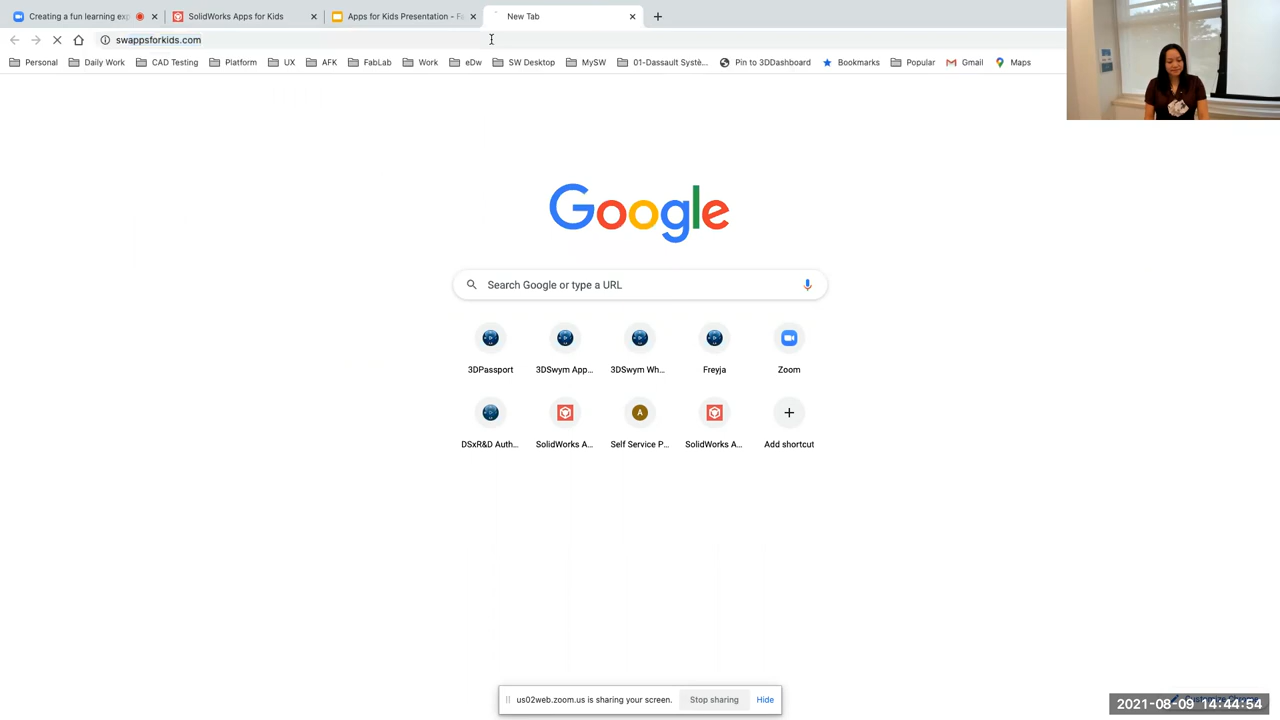 Creating a fun learning exp
SolidWorks Apps for Kids
Apps for Kids Presentation - Fa
New Tab
swappsforkids.com
Personal
Daily Work
CAD Testing
Platform
UX
AFK
FabLab
Work
eDw
SW Desktop
MySW
01-Dassault Systè...
Pin to 3DDashboard
Bookmarks
Popular
Gmail
Maps
Google
Search Google or type a URL
3DPassport
3DSwym App...
3DSwym Wh...
Freyja
Zoom
DSxR&D Auth...
SolidWorks A...
A
Self Service P...
SolidWorks A...
Add shortcut
us02web.zoom.us is sharing your screen.
Stop sharing
Hide
Customize Chrome
2021-08-09 14:44:54